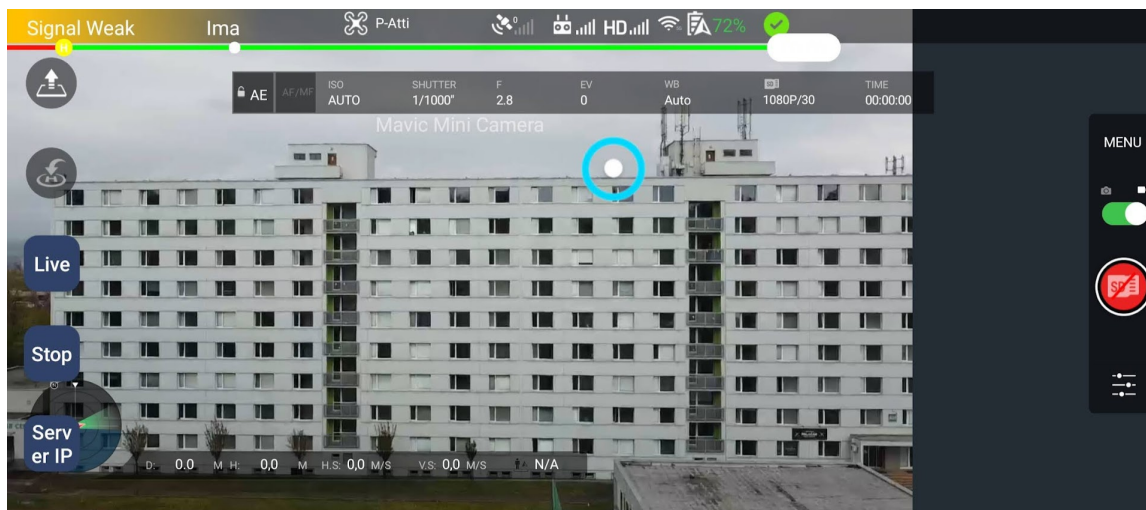 Signal Weak Ima P-Atti 0 HD 72%
H
AE AF/MF ISO SHUTTER F EV WB TIME
AUTO 1/1000" 2.8 0 Auto 1080P/30 00:00:00
Mavic Mini Camera
MENU
Live
SD
Stop
Serv
er IP
D: 0.0 M H: 0,0 M H.S: 0,0 M/S V.S: 0,0 M/S N/A